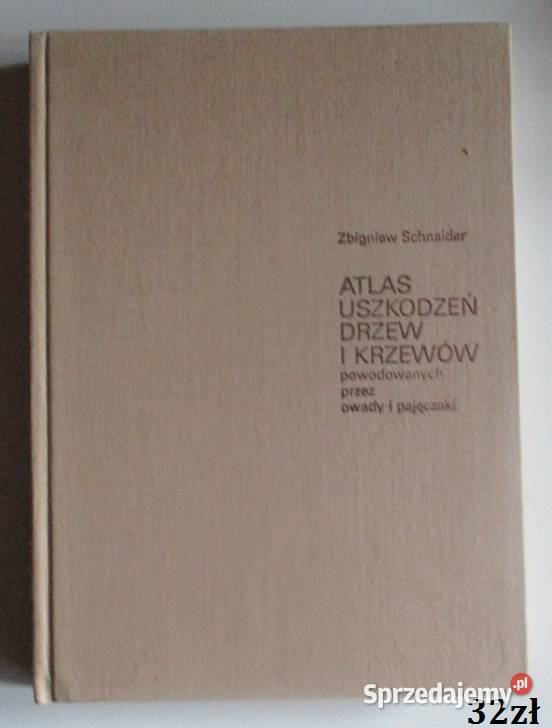 Zbigniew Schnaider
ATLAS
USZKODZEŃ
DRZEW
I KRZEWÓW
powodowanych
przez
owady i pajęczaki
Sprzedajemy.pl
32zł